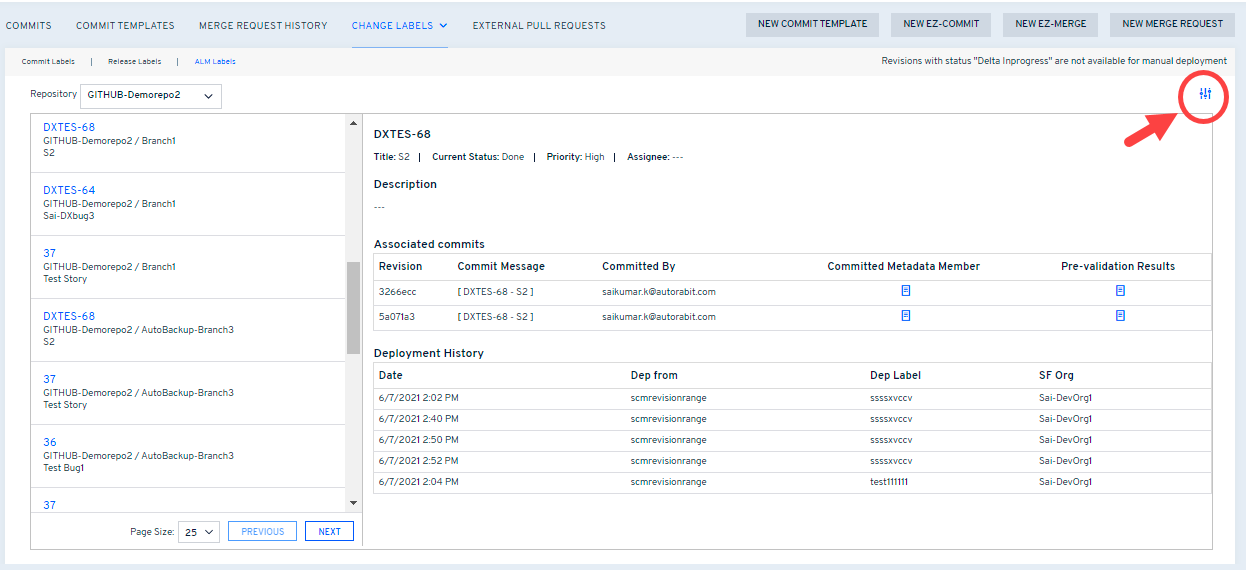 COMMITS COMMIT TEMPLATES MERGE REQUEST HISTORY CHANGE LABELS EXTERNAL PULL REQUESTS NEW COMMIT TEMPLATE NEW EZ-COMMIT NEW EZ-MERGE NEW MERGE REQUEST
Commit Labels | Release Labels | ALM Labels Revisions with status "Delta Inprogress" are not available for manual deployment
Repository GITHUB-Demorepo2
DXTES-68
GITHUB-Demorepo2 / Branch1
S2
DXTES-64
GITHUB-Demorepo2 / Branch1
Sai-DXbug3
37
GITHUB-Demorepo2 / Branch1
Test Story
DXTES-68
GITHUB-Demorepo2 / AutoBackup-Branch3
S2
37
GITHUB-Demorepo2 / AutoBackup-Branch3
Test Story
36
GITHUB-Demorepo2 / AutoBackup-Branch3
Test Bug1
37
Page Size: 25 PREVIOUS NEXT
DXTES-68
Title: S2 | Current Status: Done | Priority: High | Assignee: ---
Description
---
Associated commits
Revision Commit Message Committed By Committed Metadata Member Pre-validation Results
3266ecc [ DXTES-68 - S2 ] saikumar.k@autorabit.com
5a071a3 [ DXTES-68 - S2 ] saikumar.k@autorabit.com
Deployment History
Date Dep from Dep Label SF Org
6/7/2021 2:02 PM scmrevisionrange ssssxvccv Sai-DevOrg1
6/7/2021 2:40 PM scmrevisionrange ssssxvccv Sai-DevOrg1
6/7/2021 2:50 PM scmrevisionrange ssssxvccv Sai-DevOrg1
6/7/2021 2:52 PM scmrevisionrange ssssxvccv Sai-DevOrg1
6/7/2021 2:04 PM scmrevisionrange test111111 Sai-DevOrg1